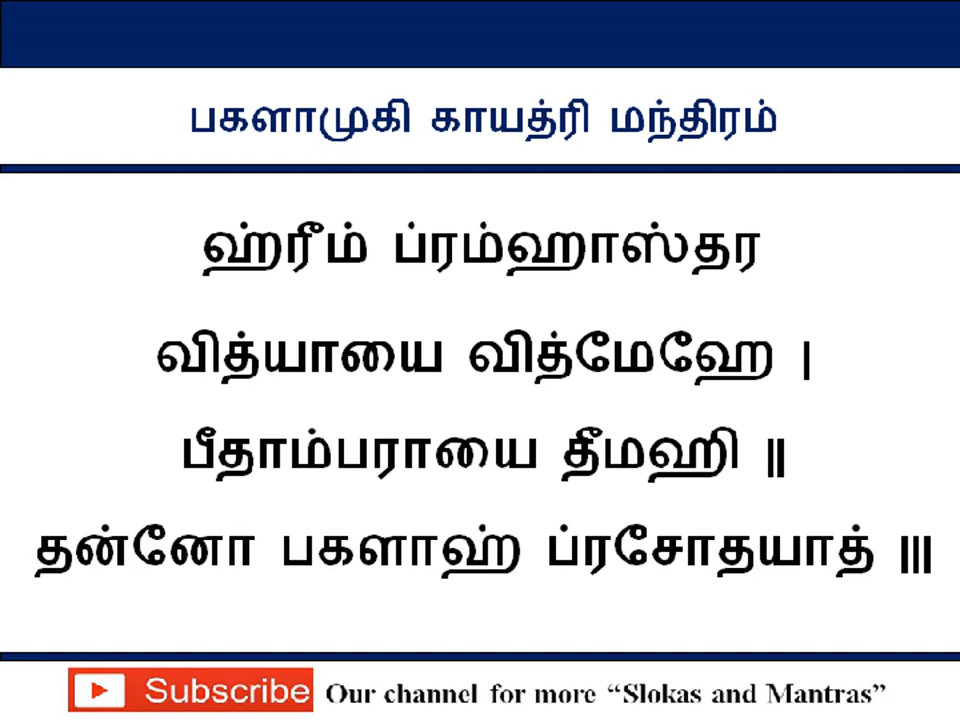 பகளாமுகி காயத்ரி மந்திரம்
ஹ்ரீம் ப்ரம்ஹாஸ்தர
வித்யாயை வித்மேஹே |
பீதாம்பராயை தீமஹி ||
தன்னோ பகளாஹ் ப்ரசோதயாத் |||
Subscribe Our channel for more “Slokas and Mantras”